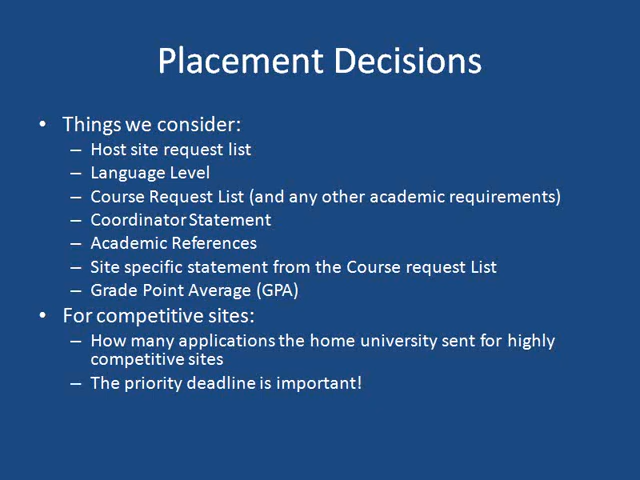 Placement Decisions
• Things we consider:
– Host site request list
– Language Level
– Course Request List (and any other academic requirements)
– Coordinator Statement
– Academic References
– Site specific statement from the Course request List
– Grade Point Average (GPA)
• For competitive sites:
– How many applications the home university sent for highly
competitive sites
– The priority deadline is important!